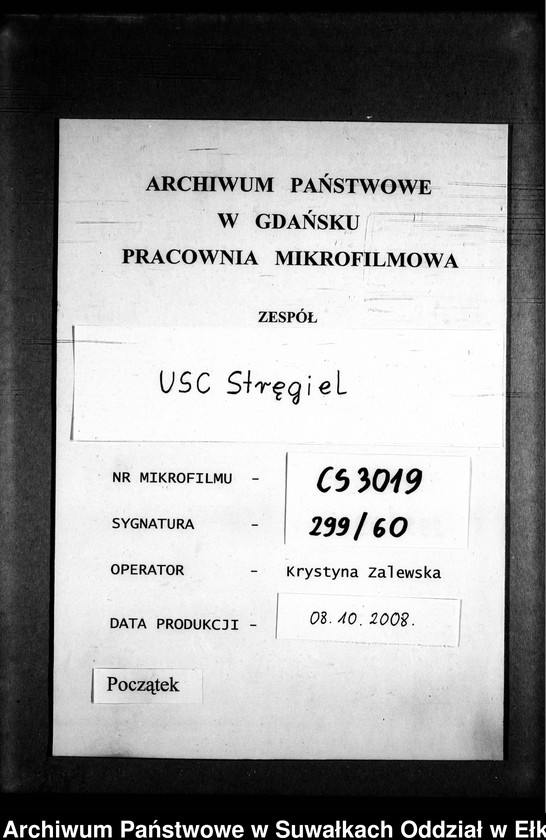 ARCHIWUM PAŃSTWOWE
W GDAŃSKU
PRACOWNIA MIKROFILMOWA
ZESPÓŁ
USC Stręgiel
NR MIKROFILMU - CS 3019
SYGNATURA - 299/60
OPERATOR - Krystyna Zalewska
DATA PRODUKCJI - 08.10.2008.
Początek
Archiwum Państwowe w Suwałkach Oddział w Ełk